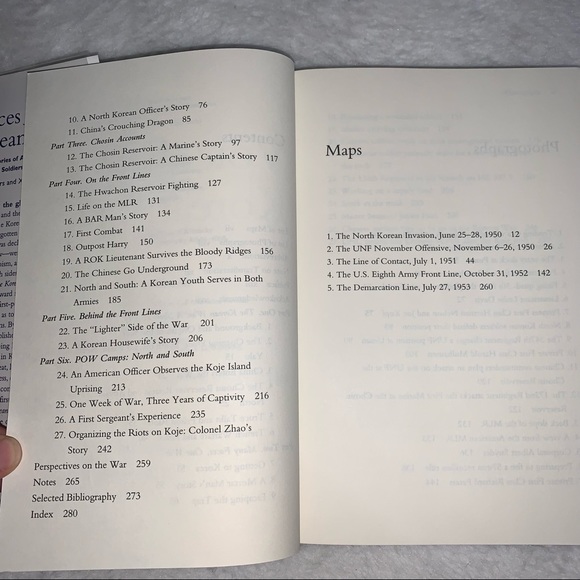 10. A North Korean Officer's Story 76
11. China's Crouching Dragon 85
Part Three. Chosin Accounts
12. The Chosin Reservoir: A Marine's Story 97
13. The Chosin Reservoir: A Chinese Captain's Story 117
Part Four. On the Front Lines
14. The Hwachon Reservoir Fighting 127
15. Life on the MLR 131
16. A BAR Man's Story 134
17. First Combat 141
18. Outpost Harry 150
19. A ROK Lieutenant Survives the Bloody Ridges 156
20. The Chinese Go Underground 173
21. North and South: A Korean Youth Serves in Both
Armies 185
Part Five. Behind the Front Lines
22. The "Lighter" Side of the War 201
23. A Korean Housewife's Story 206
Part Six. POW Camps: North and South
24. An American Officer Observes the Koje Island
Uprising 213
25. One Week of War, Three Years of Captivity 216
26. A First Sergeant's Experience 235
27. Organizing the Riots on Koje: Colonel Zhao's
Story 242
Perspectives on the War 259
Notes 265
Selected Bibliography 273
Index 280
Maps
1. The North Korean Invasion, June 25–28, 1950 12
2. The UNF November Offensive, November 6–26, 1950 26
3. The Line of Contact, July 1, 1951 44
4. The U.S. Eighth Army Front Line, October 31, 1952 142
5. The Demarcation Line, July 27, 1953 260